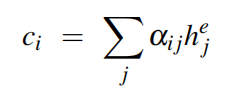 c_i = \sum_j \alpha_{ij} h_j^e